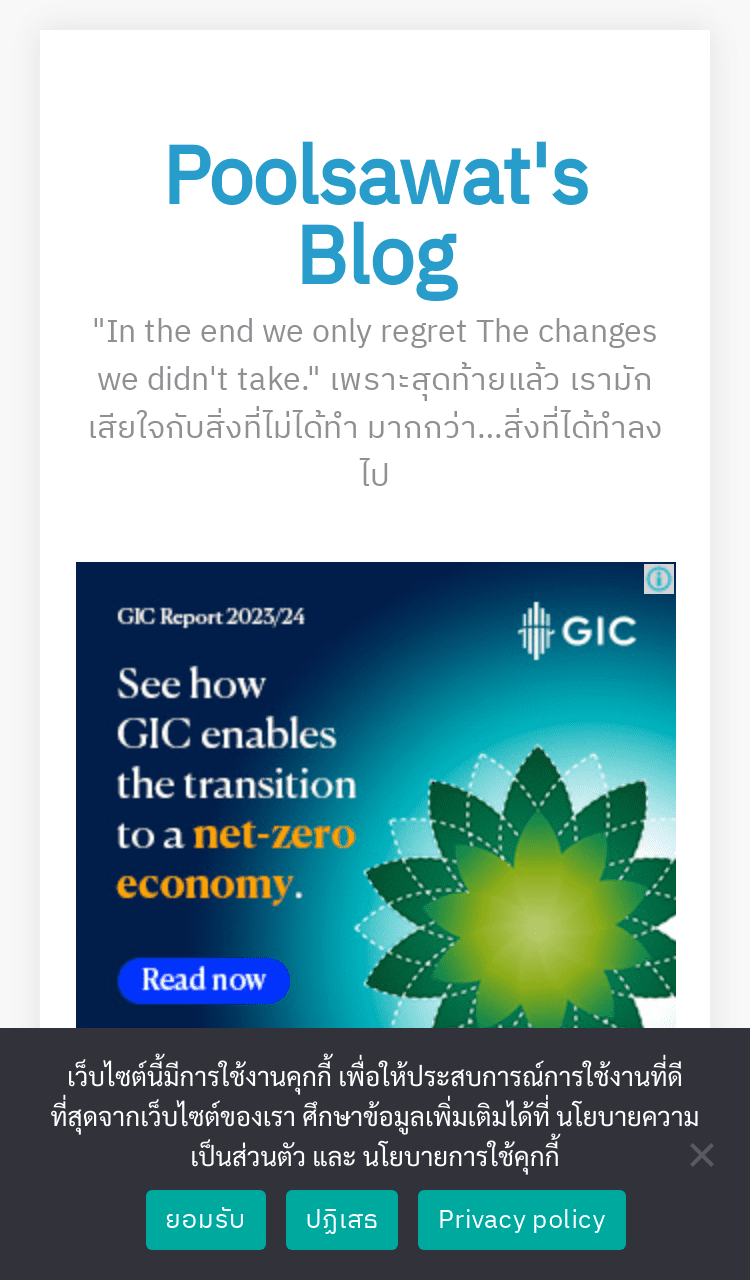 Poolsawat's
Blog
"In the end we only regret The changes
we didn't take." เพราะสุดท้ายแล้ว เรามัก
เสียใจกับสิ่งที่ไม่ได้ทำ มากกว่า...สิ่งที่ได้ทำลง
ไป
GIC Report 2023/24
GIC
See how
GIC enables
the transition
to a net-zero
economy.
Read now
เว็บไซต์นี้มีการใช้งานคุกกี้ เพื่อให้ประสบการณ์การใช้งานที่ดี
ที่สุดจากเว็บไซต์ของเรา ศึกษาข้อมูลเพิ่มเติมได้ที่ นโยบายความ
เป็นส่วนตัว และ นโยบายการใช้คุกกี้
ยอมรับ ปฏิเสธ Privacy policy